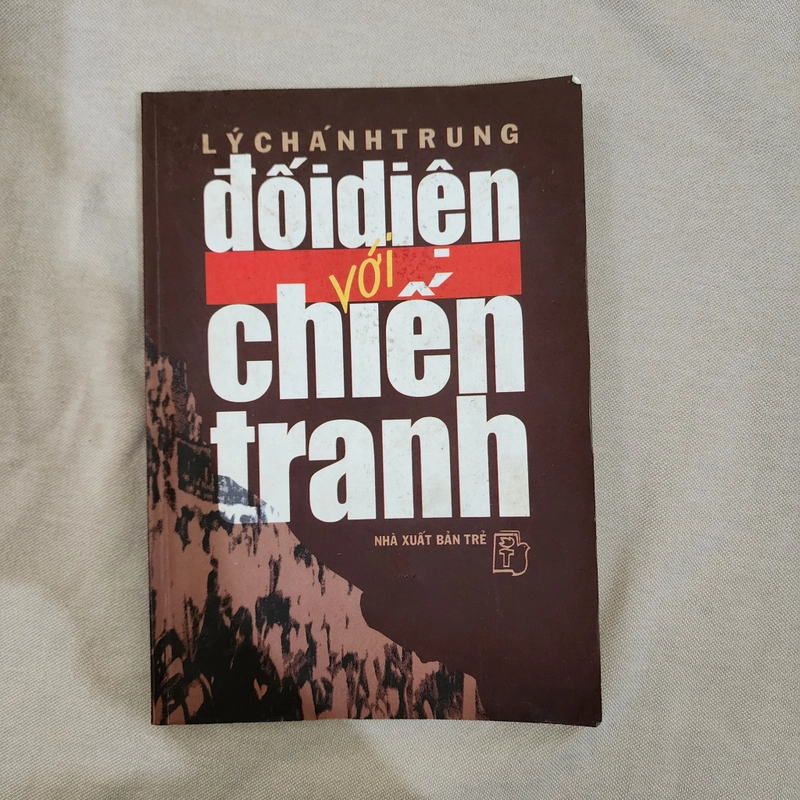 LÝ CHÁNH TRUNG
đối diện
với
chiến
tranh
NHÀ XUẤT BẢN TRẺ
T